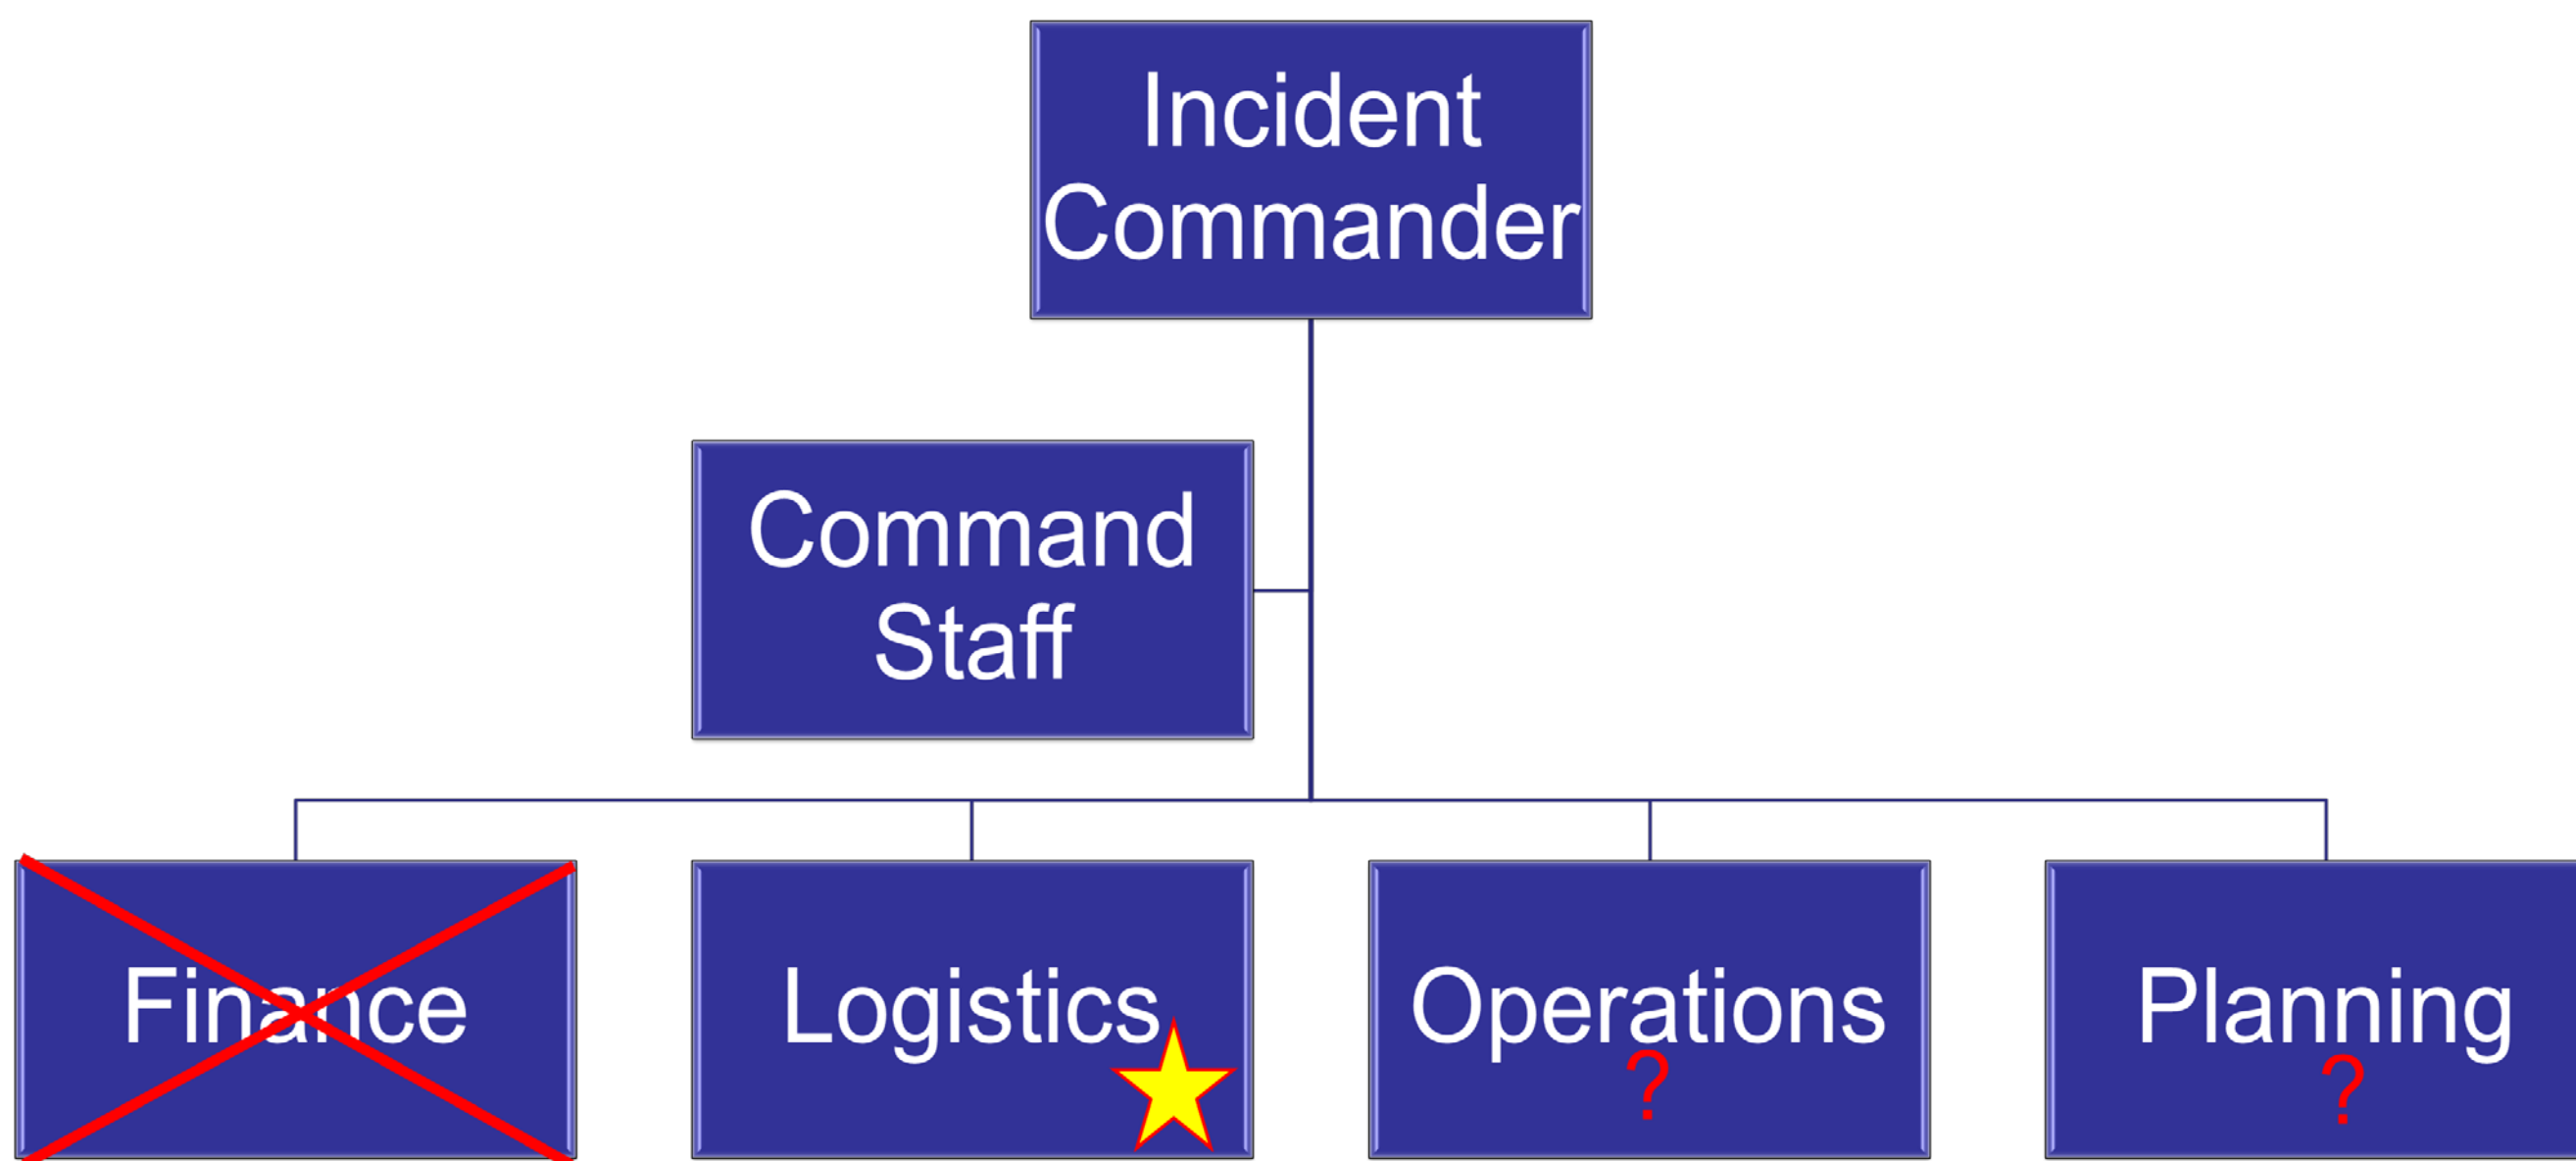 Incident
Commander
Command
Staff
Finance
Logistics
Operations
?
Planning
?